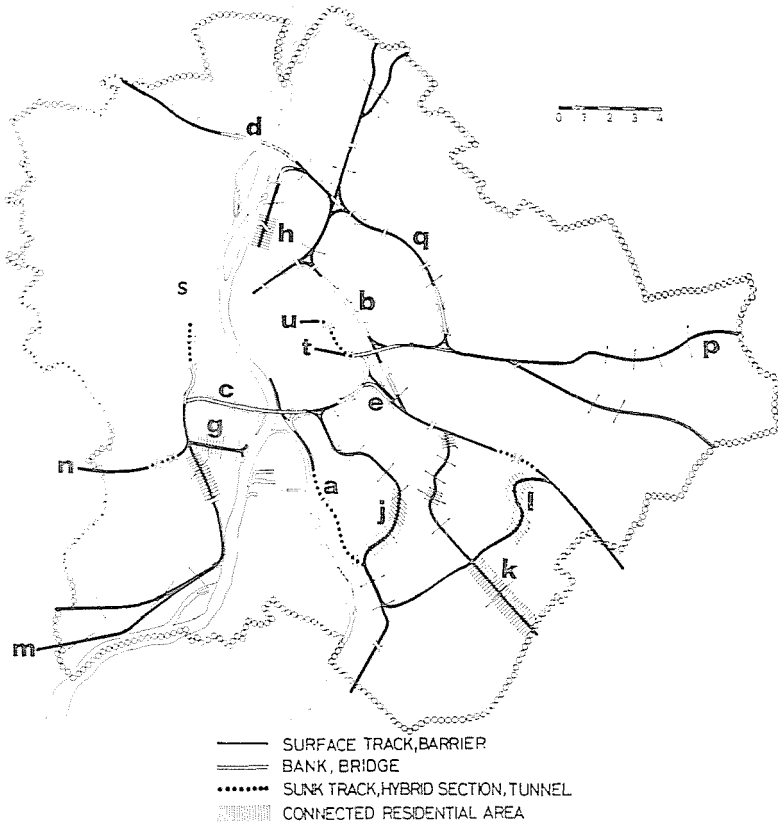 d
0 1 2 3 4
h
q
s
b
u
t
p
c
e
g
n
a
j
l
k
m
SURFACE TRACK, BARRIER
BANK, BRIDGE
SUNK TRACK, HYBRID SECTION, TUNNEL
CONNECTED RESIDENTIAL AREA